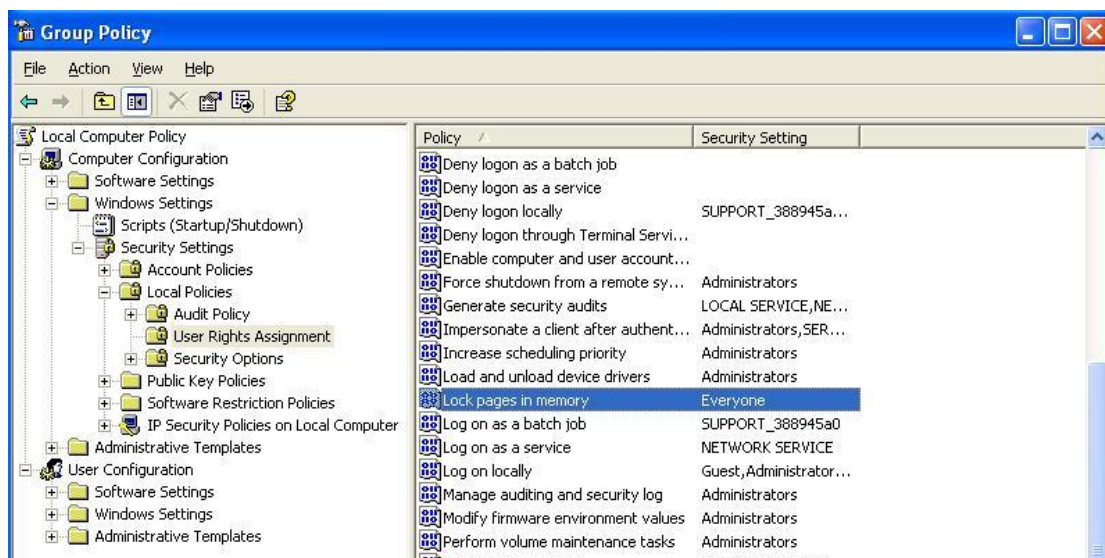 Group Policy
File Action View Help
Local Computer Policy
Computer Configuration
Software Settings
Windows Settings
Scripts (Startup/Shutdown)
Security Settings
Account Policies
Local Policies
Audit Policy
User Rights Assignment
Security Options
Public Key Policies
Software Restriction Policies
IP Security Policies on Local Computer
Administrative Templates
User Configuration
Software Settings
Windows Settings
Administrative Templates
Policy Security Setting
Deny logon as a batch job
Deny logon as a service
Deny logon locally SUPPORT_388945a...
Deny logon through Terminal Servi...
Enable computer and user account...
Force shutdown from a remote sy... Administrators
Generate security audits LOCAL SERVICE,NE...
Impersonate a client after authent... Administrators,SER...
Increase scheduling priority Administrators
Load and unload device drivers Administrators
Lock pages in memory Everyone
Log on as a batch job SUPPORT_388945a0
Log on as a service NETWORK SERVICE
Log on locally Guest,Administrator...
Manage auditing and security log Administrators
Modify firmware environment values Administrators
Perform volume maintenance tasks Administrators